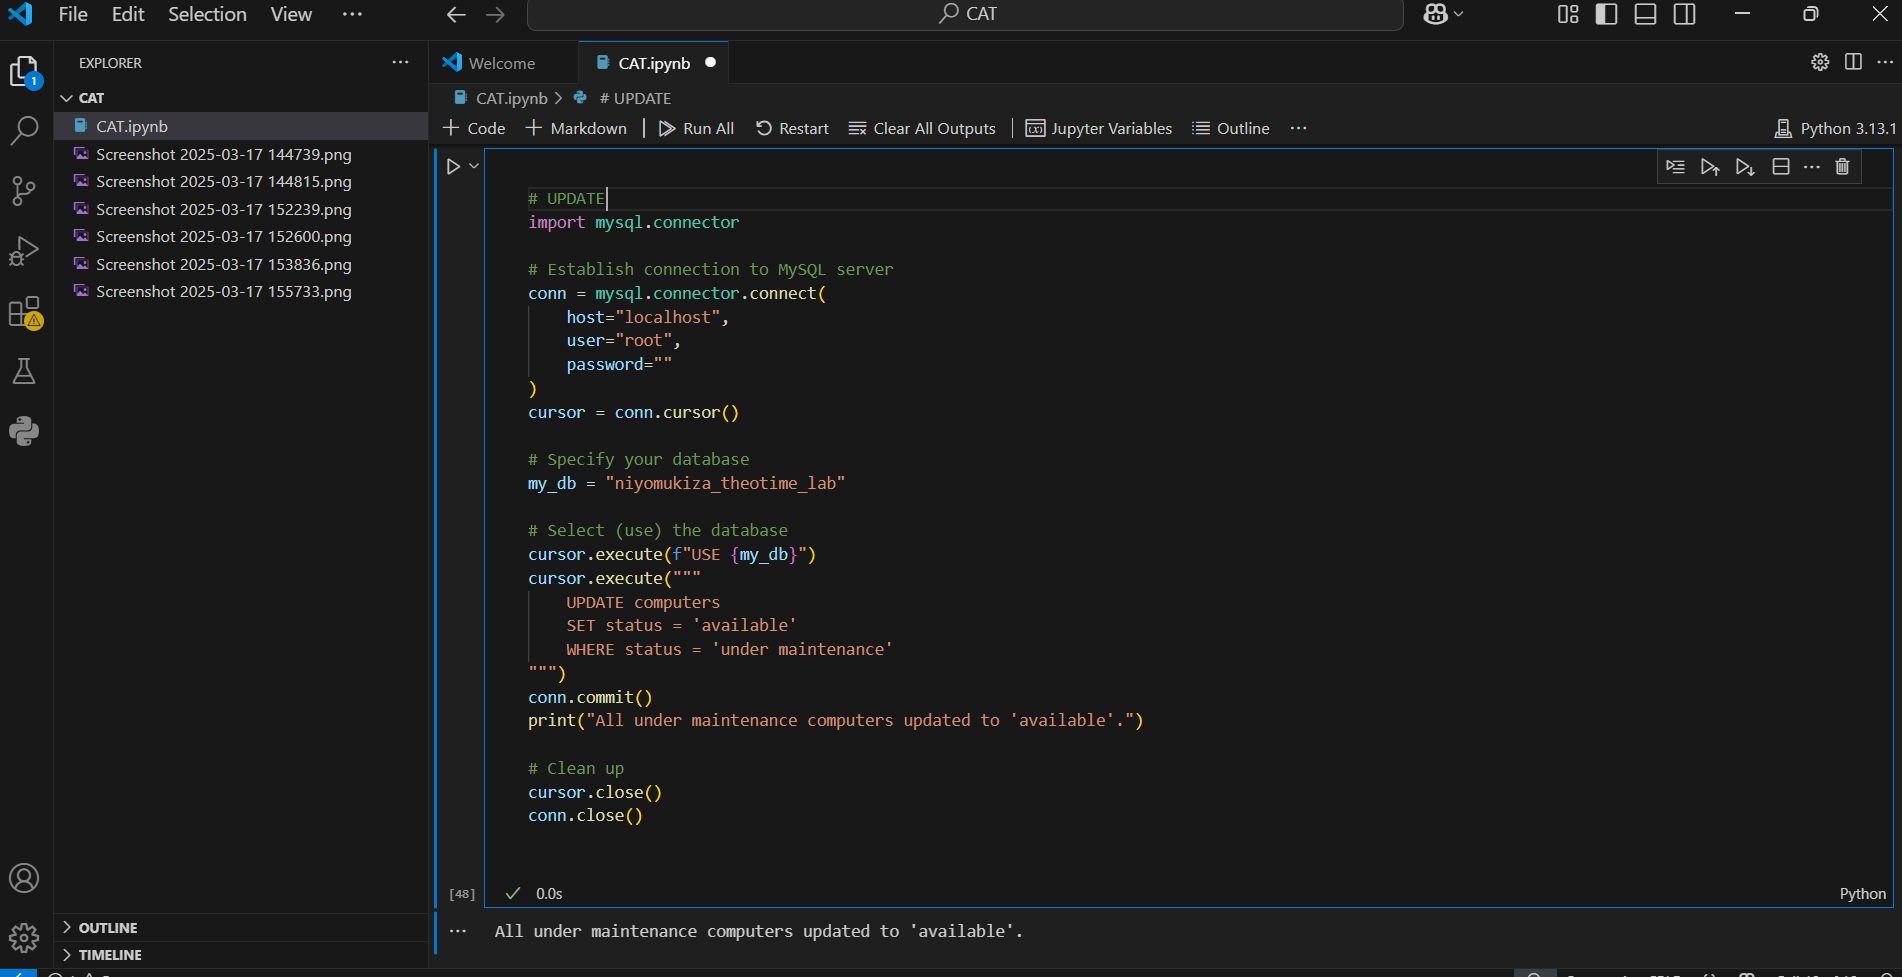 File Edit Selection View ···
CAT
EXPLORER ···
1
CAT
CAT.ipynb
Screenshot 2025-03-17 144739.png
Screenshot 2025-03-17 144815.png
Screenshot 2025-03-17 152239.png
Screenshot 2025-03-17 152600.png
Screenshot 2025-03-17 153836.png
Screenshot 2025-03-17 155733.png
OUTLINE
TIMELINE
Welcome
CAT.ipynb
CAT.ipynb > # UPDATE
+ Code + Markdown | Run All Restart Clear All Outputs | Jupyter Variables Outline ··· Python 3.13.1
# UPDATE
import mysql.connector
# Establish connection to MySQL server
conn = mysql.connector.connect(
host="localhost",
user="root",
password=""
)
cursor = conn.cursor()
# Specify your database
my_db = "niyomukiza_theotime_lab"
# Select (use) the database
cursor.execute(f"USE {my_db}")
cursor.execute("""
UPDATE computers
SET status = 'available'
WHERE status = 'under maintenance'
""")
conn.commit()
print("All under maintenance computers updated to 'available'.")
# Clean up
cursor.close()
conn.close()
[48] ✓ 0.0s Python
··· All under maintenance computers updated to 'available'.